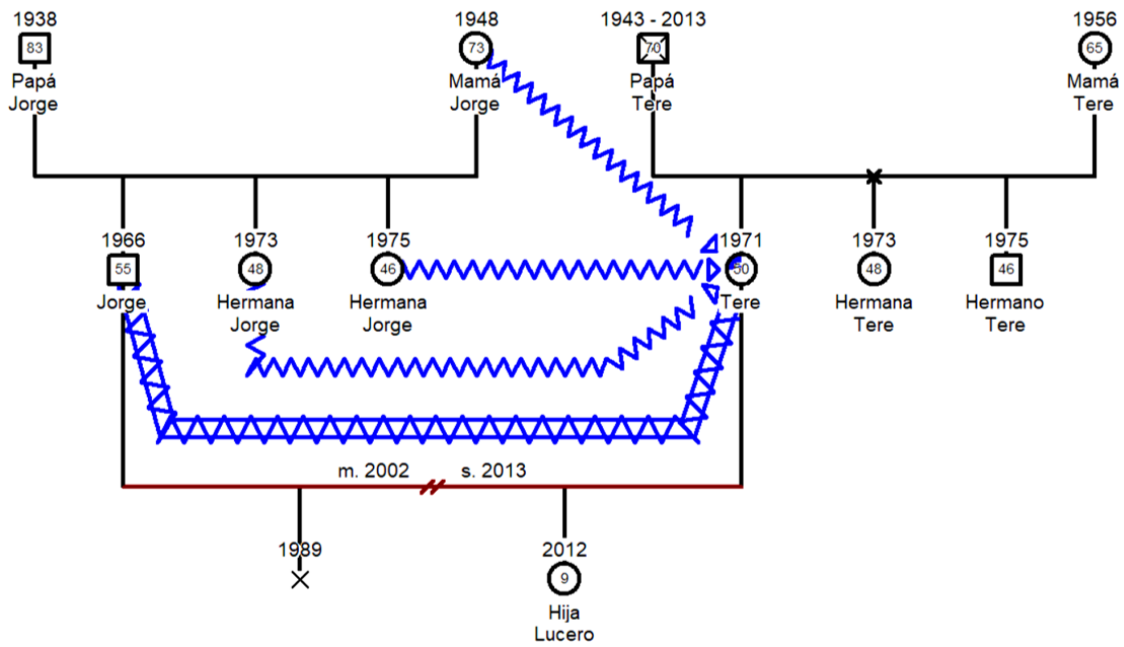 1938
1948
1943 - 2013
1956
83
73
70
65
Papá
Jorge
Mamá
Jorge
Papá
Tere
Mamá
Tere
1966
1973
1975
1971
1973
1975
55
48
46
50
48
46
Jorge
Hermana
Jorge
Hermana
Jorge
Tere
Hermana
Tere
Hermano
Tere
m. 2002
s. 2013
1989
2012
9
Hija
Lucero